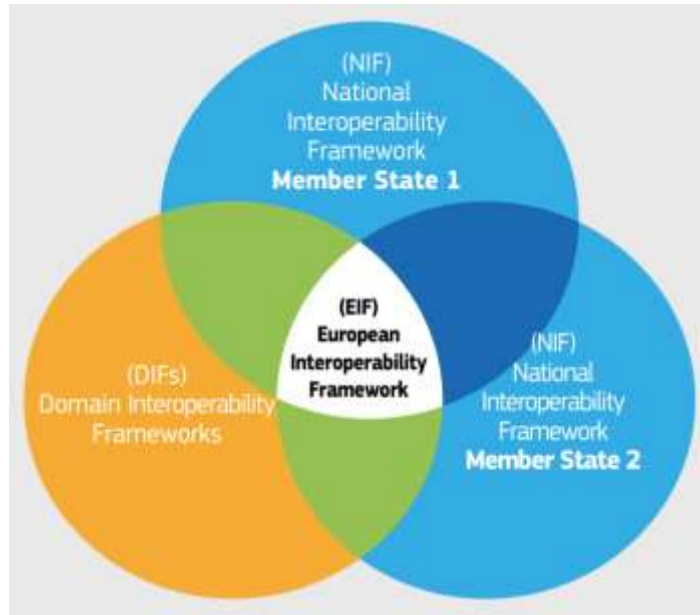 (NIF)
National
Interoperability
Framework
Member State 1
(EIF)
European
Interoperability
Framework
(DIFs)
Domain Interoperability
Frameworks
(NIF)
National
Interoperability
Framework
Member State 2